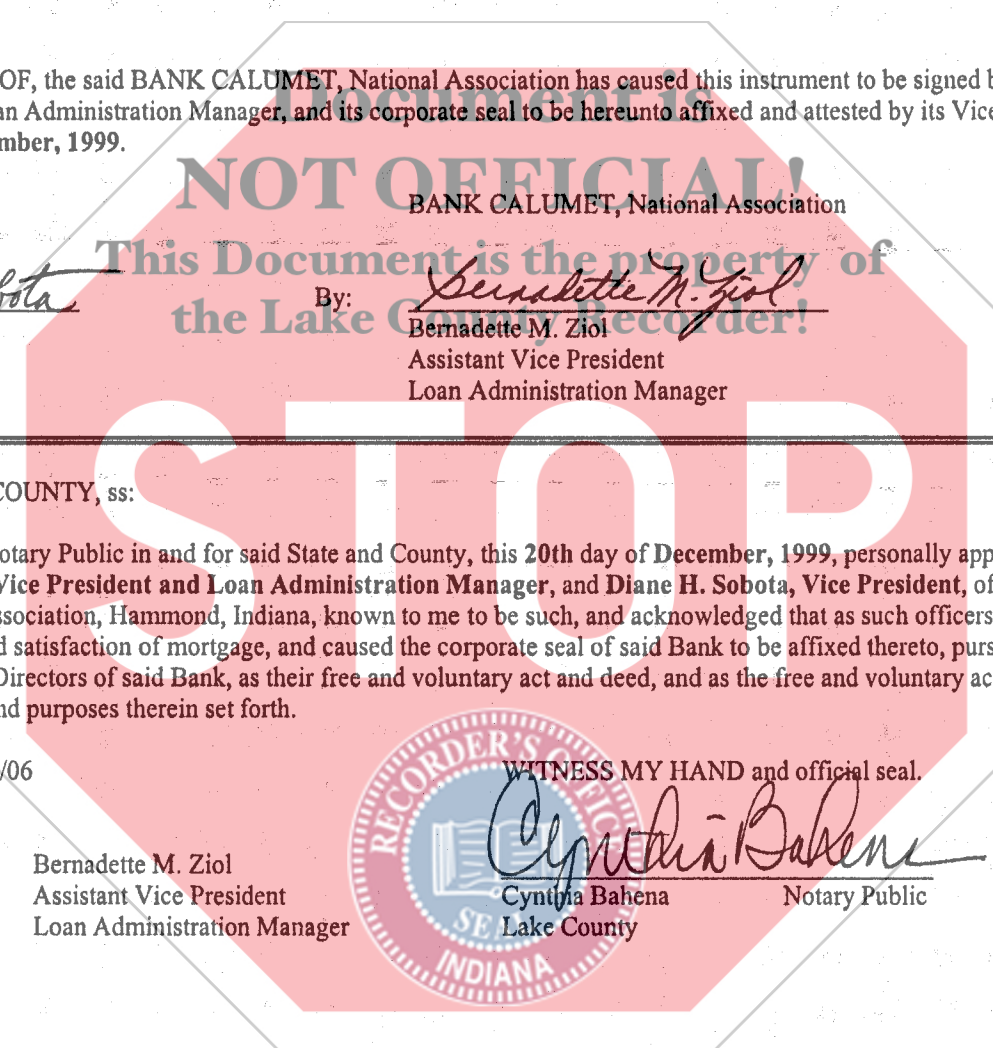 OF, the said BANK CALUMET, National Association has caused this instrument to be signed b
an Administration Manager, and its corporate seal to be hereunto affixed and attested by its Vice
mber, 1999.
Document is
NOT OFFICIAL!
This Document is the property of
the Lake County Recorder!
STOP
BANK CALUMET, National Association
obota
By: Bernadette M. Ziol
Bernadette M. Ziol
Assistant Vice President
Loan Administration Manager
COUNTY, ss:
otary Public in and for said State and County, this 20th day of December, 1999, personally app
Vice President and Loan Administration Manager, and Diane H. Sobota, Vice President, of
ssociation, Hammond, Indiana, known to me to be such, and acknowledged that as such officers
d satisfaction of mortgage, and caused the corporate seal of said Bank to be affixed thereto, purs
Directors of said Bank, as their free and voluntary act and deed, and as the free and voluntary ac
nd purposes therein set forth.
/06
WITNESS MY HAND and official seal.
Cynthia Bahena
Bernadette M. Ziol
Assistant Vice President
Loan Administration Manager
Cynthia Bahena Notary Public
Lake County
RECORDER'S OFFICE
SEAL
INDIANA